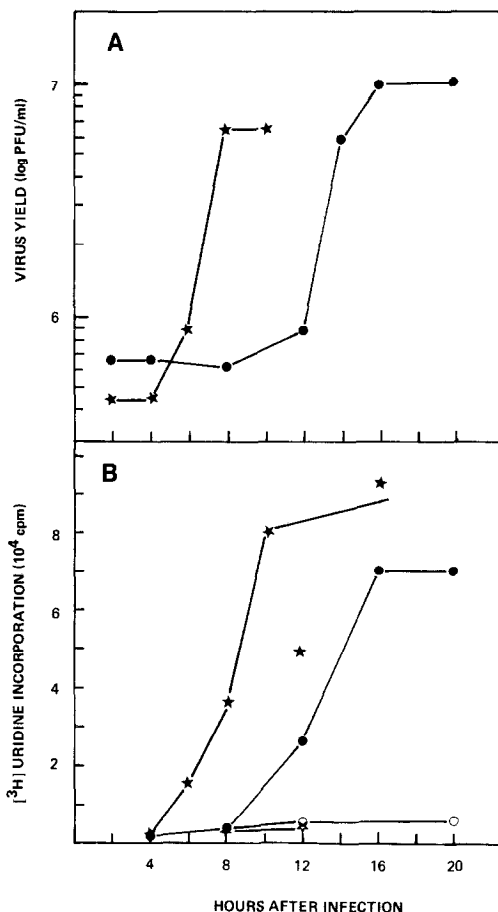 A
7
6
VIRUS YIELD (log PFU/ml)
B
8
6
4
2
[³H] URIDINE INCORPORATION (10⁴ cpm)
4 8 12 16 20
HOURS AFTER INFECTION